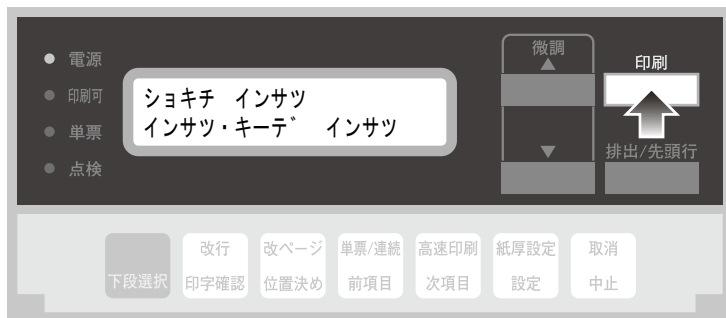 電源
印刷可
単票
点検
ショキチ インサツ
インサツ・キーデ インサツ
微調
▲
▼
印刷
排出/先頭行
下段選択
改行
印字確認
改ページ
位置決め
単票/連続
前項目
高速印刷
次項目
紙厚設定
設定
取消
中止